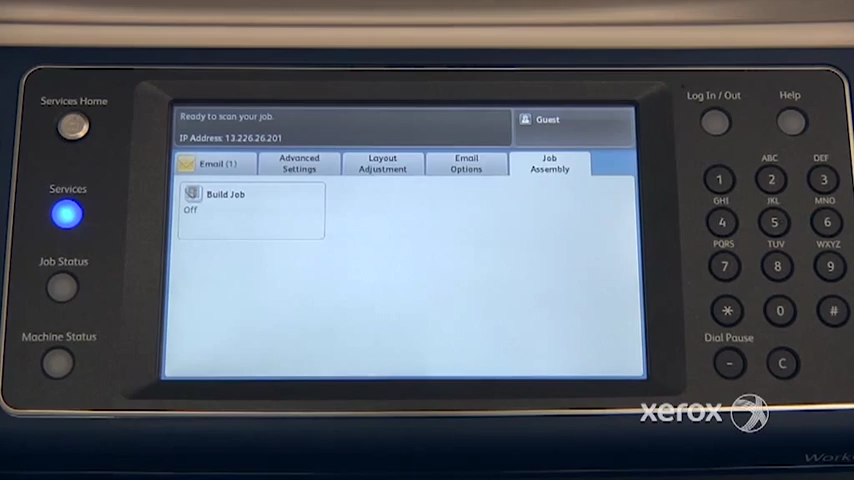 Services Home
Services
Job Status
Machine Status
Ready to scan your job.
IP Address: 13.226.26.201
Guest
Email (1)
Advanced Settings
Layout Adjustment
Email Options
Job Assembly
Build Job
Off
Log In / Out
Help
ABC
DEF
1
2
3
GHI
JKL
MNO
4
5
6
PQRS
TUV
WXYZ
7
8
9
*
0
#
Dial Pause
-
C
xerox